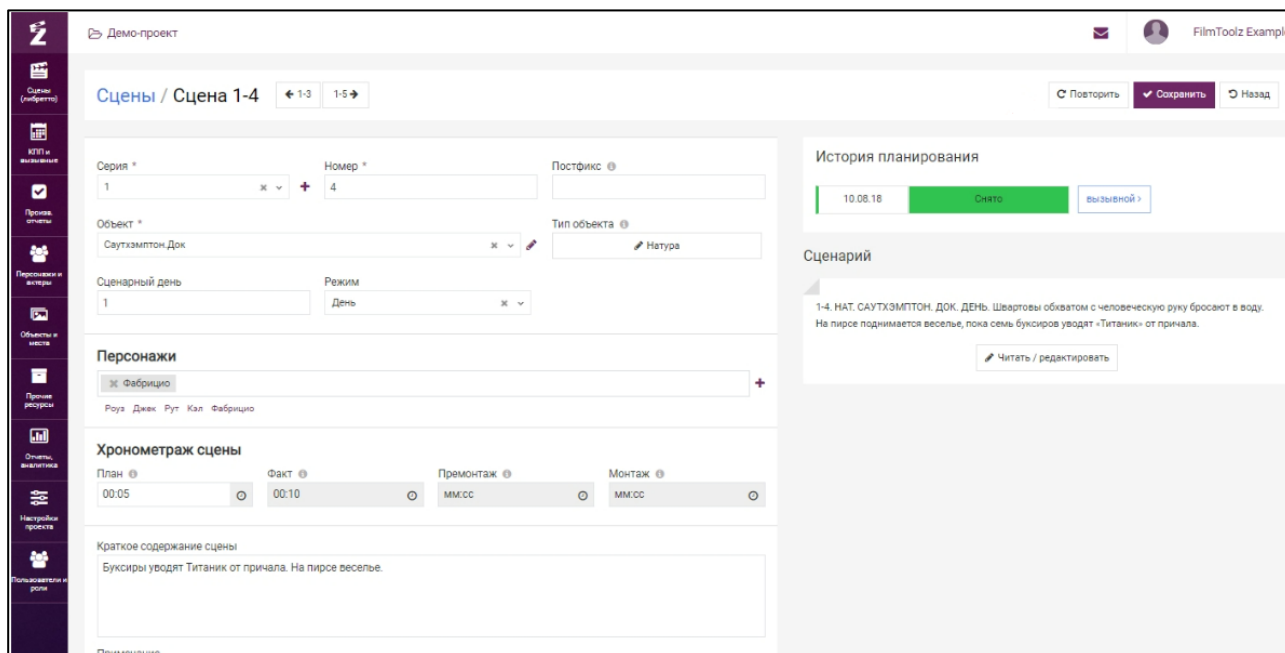 Демо-проект
FilmToolz Exampl
Сцены
(либретто)
КПП и
вызывные
Произв.
отчеты
Персонажи и
актеры
Объекты и
места
Прочие
ресурсы
Отчеты,
аналитика
Настройки
проекта
Пользователи и
роли
Сцены / Сцена 1-4 1-3 1-5
Повторить Сохранить Назад
Серия * Номер * Постфикс
1 4
Объект * Тип объекта
Саутхэмптон.Док Натура
Сценарный день Режим
1 День
Персонажи
Фабрицио
Роуз Джек Рут Кэл Фабрицио
Хронометраж сцены
План Факт Премонтаж Монтаж
00:05 00:10 мм:сс мм:сс
Краткое содержание сцены
Буксиры уводят Титаник от причала. На пирсе веселье.
Примечание
История планирования
10.08.18 Снято вызывной >
Сценарий
1-4. НАТ. САУТХЭМПТОН. ДОК. ДЕНЬ. Швартовы обхватом с человеческую руку бросают в воду.
На пирсе поднимается веселье, пока семь буксиров уводят «Титаник» от причала.
Читать / редактировать